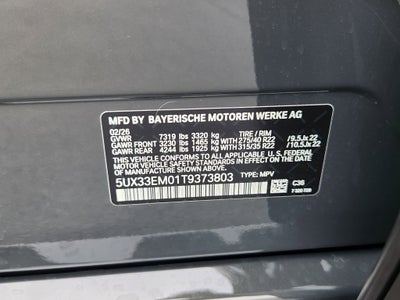 MFD BY BAYERISCHE MOTOREN WERKE AG
02/26 TIRE / RIM
GVWR 7319 lbs 3320 kg
GAWR FRONT 3230 lbs 1465 kg WITH 275/40 R22 / 9.5Jx22
GAWR REAR 4244 lbs 1925 kg WITH 315/35 R22 / 10.5Jx22
THIS VEHICLE CONFORMS TO ALL APPLICABLE U.S. FEDERAL
MOTOR VEHICLE SAFETY STANDARDS IN EFFECT ON THE
DATE OF MANUFACTURE SHOWN ABOVE.
5UX33EM01T9373803 TYPE: MPV
C36